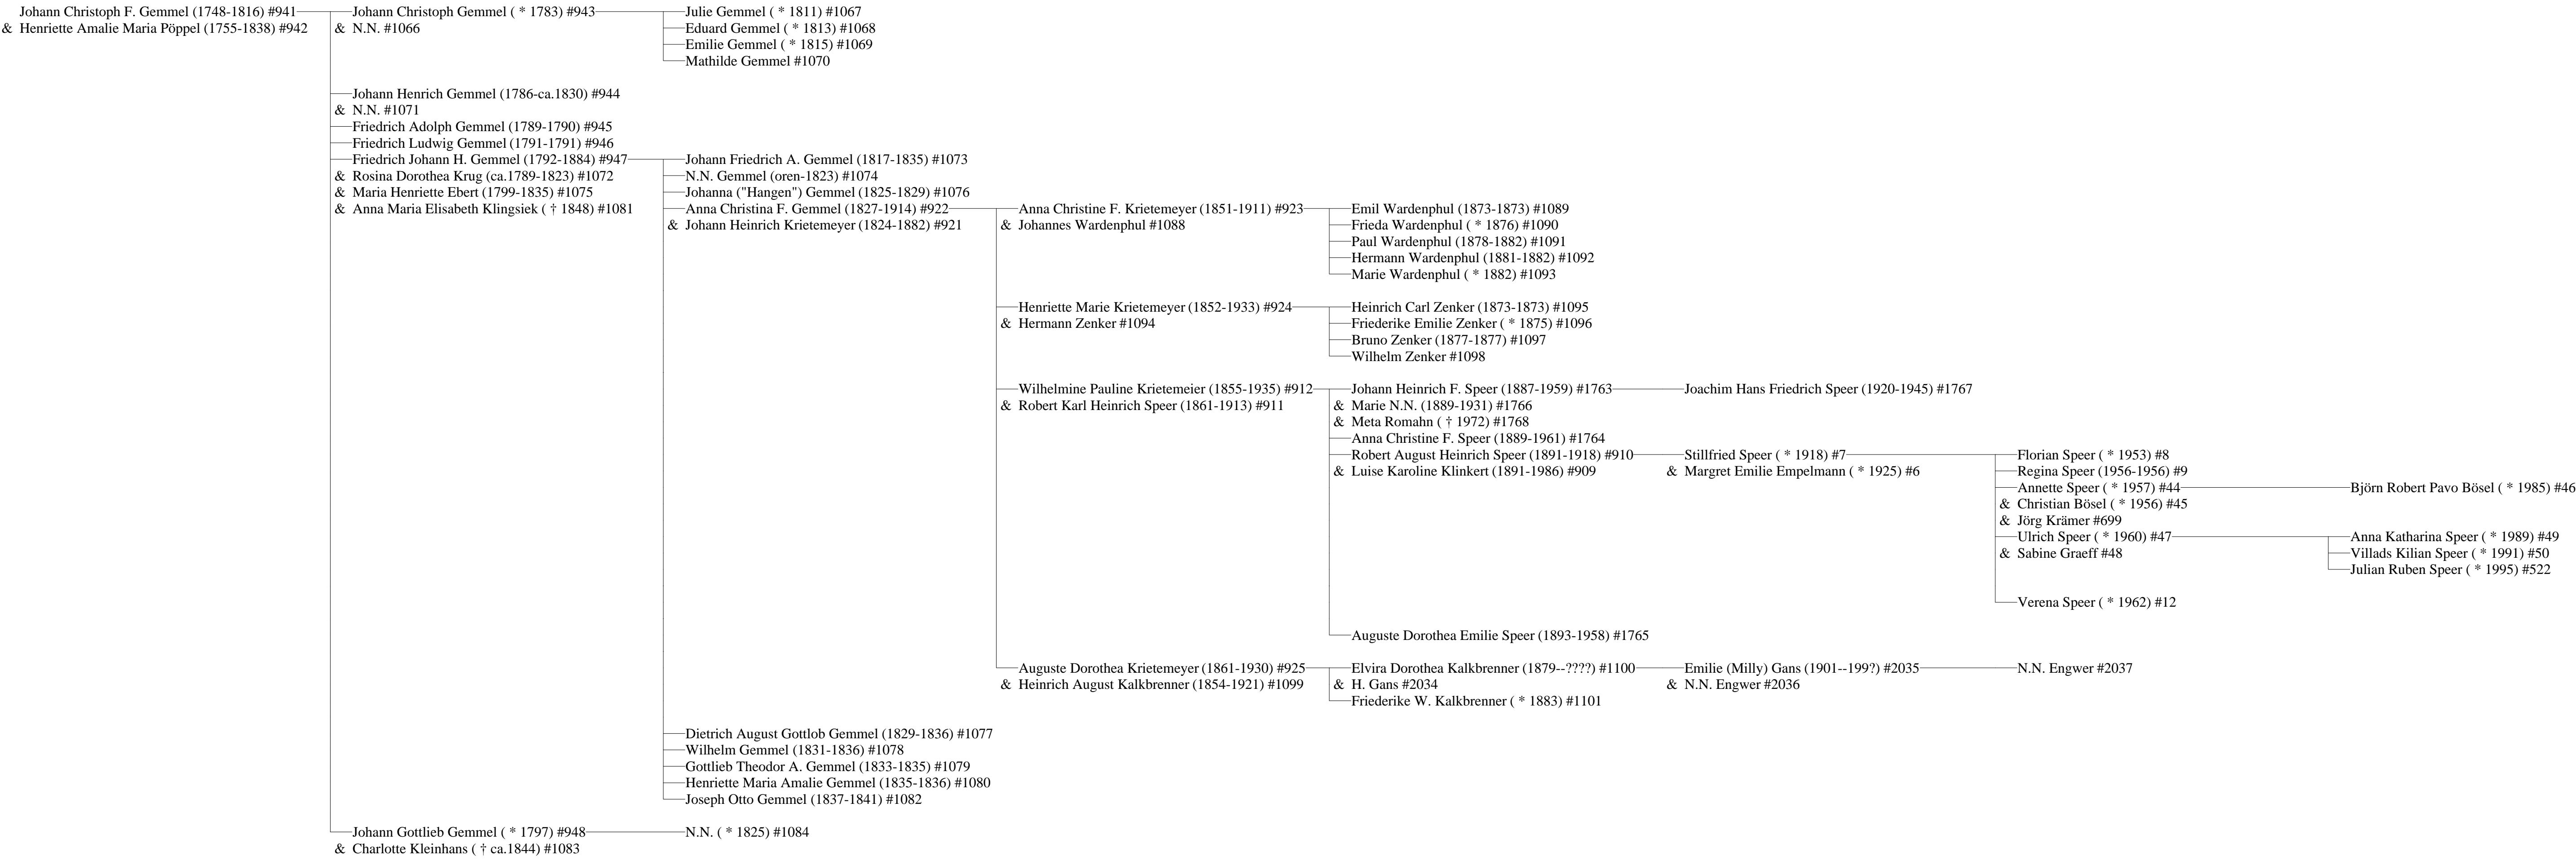 Johann Christoph F. Gemmel (1748-1816) #941 Johann Christoph Gemmel ( * 1783) #943 Julie Gemmel ( * 1811) #1067
& Henriette Amalie Maria Pöppel (1755-1838) #942 & N.N. #1066 Eduard Gemmel ( * 1813) #1068
Emilie Gemmel ( * 1815) #1069
Mathilde Gemmel #1070
Johann Henrich Gemmel (1786-ca.1830) #944
& N.N. #1071
Friedrich Adolph Gemmel (1789-1790) #945
Friedrich Ludwig Gemmel (1791-1791) #946
Friedrich Johann H. Gemmel (1792-1884) #947 Johann Friedrich A. Gemmel (1817-1835) #1073
& Rosina Dorothea Krug (ca.1789-1823) #1072 N.N. Gemmel (oren-1823) #1074
& Maria Henriette Ebert (1799-1835) #1075 Johanna ("Hangen") Gemmel (1825-1829) #1076
& Anna Maria Elisabeth Klingsiek ( † 1848) #1081 Anna Christina F. Gemmel (1827-1914) #922 Anna Christine F. Krietemeyer (1851-1911) #923 Emil Wardenphul (1873-1873) #1089
& Johann Heinrich Krietemeyer (1824-1882) #921 & Johannes Wardenphul #1088 Frieda Wardenphul ( * 1876) #1090
Paul Wardenphul (1878-1882) #1091
Hermann Wardenphul (1881-1882) #1092
Marie Wardenphul ( * 1882) #1093
Henriette Marie Krietemeyer (1852-1933) #924 Heinrich Carl Zenker (1873-1873) #1095
& Hermann Zenker #1094 Friederike Emilie Zenker ( * 1875) #1096
Bruno Zenker (1877-1877) #1097
Wilhelm Zenker #1098
Wilhelmine Pauline Krietemeier (1855-1935) #912 Johann Heinrich F. Speer (1887-1959) #1763 Joachim Hans Friedrich Speer (1920-1945) #1767
& Robert Karl Heinrich Speer (1861-1913) #911 & Marie N.N. (1889-1931) #1766
& Meta Romahn ( † 1972) #1768
Anna Christine F. Speer (1889-1961) #1764
Robert August Heinrich Speer (1891-1918) #910 Stillfried Speer ( * 1918) #7 Florian Speer ( * 1953) #8
& Luise Karoline Klinkert (1891-1986) #909 & Margret Emilie Empelmann ( * 1925) #6 Regina Speer (1956-1956) #9
Annette Speer ( * 1957) #44 Björn Robert Pavo Bösel ( * 1985) #46
& Christian Bösel ( * 1956) #45
& Jörg Krämer #699
Ulrich Speer ( * 1960) #47 Anna Katharina Speer ( * 1989) #49
& Sabine Graeff #48 Villads Kilian Speer ( * 1991) #50
Julian Ruben Speer ( * 1995) #522
Verena Speer ( * 1962) #12
Auguste Dorothea Emilie Speer (1893-1958) #1765
Auguste Dorothea Krietemeyer (1861-1930) #925 Elvira Dorothea Kalkbrenner (1879--????) #1100 Emilie (Milly) Gans (1901--199?) #2035 N.N. Engwer #2037
& Heinrich August Kalkbrenner (1854-1921) #1099 & H. Gans #2034 & N.N. Engwer #2036
Friederike W. Kalkbrenner ( * 1883) #1101
Dietrich August Gottlob Gemmel (1829-1836) #1077
Wilhelm Gemmel (1831-1836) #1078
Gottlieb Theodor A. Gemmel (1833-1835) #1079
Henriette Maria Amalie Gemmel (1835-1836) #1080
Joseph Otto Gemmel (1837-1841) #1082
Johann Gottlieb Gemmel ( * 1797) #948 N.N. ( * 1825) #1084
& Charlotte Kleinhans ( † ca.1844) #1083